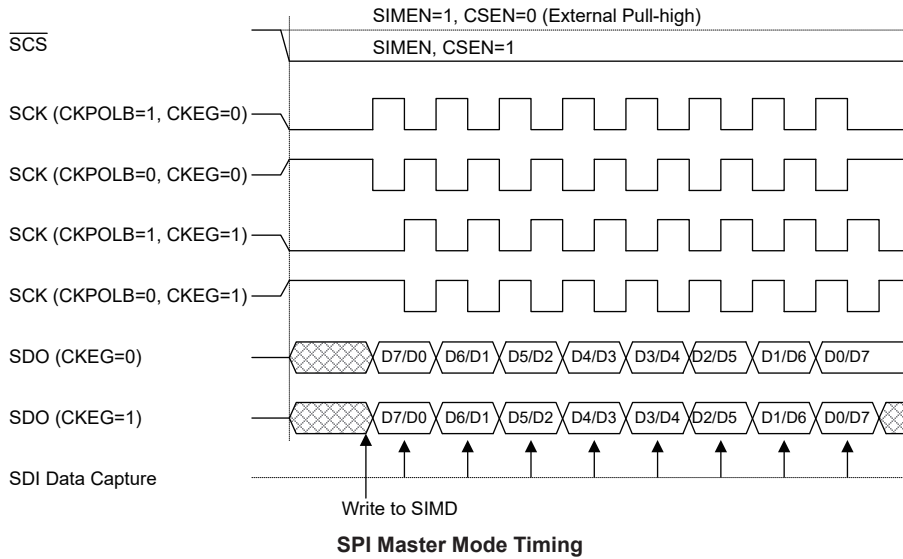 SIMEN=1, CSEN=0 (External Pull-high)
SCS
SIMEN, CSEN=1
SCK (CKPOLB=1, CKEG=0)
SCK (CKPOLB=0, CKEG=0)
SCK (CKPOLB=1, CKEG=1)
SCK (CKPOLB=0, CKEG=1)
SDO (CKEG=0) D7/D0 D6/D1 D5/D2 D4/D3 D3/D4 D2/D5 D1/D6 D0/D7
SDO (CKEG=1) D7/D0 D6/D1 D5/D2 D4/D3 D3/D4 D2/D5 D1/D6 D0/D7
SDI Data Capture
Write to SIMD
SPI Master Mode Timing